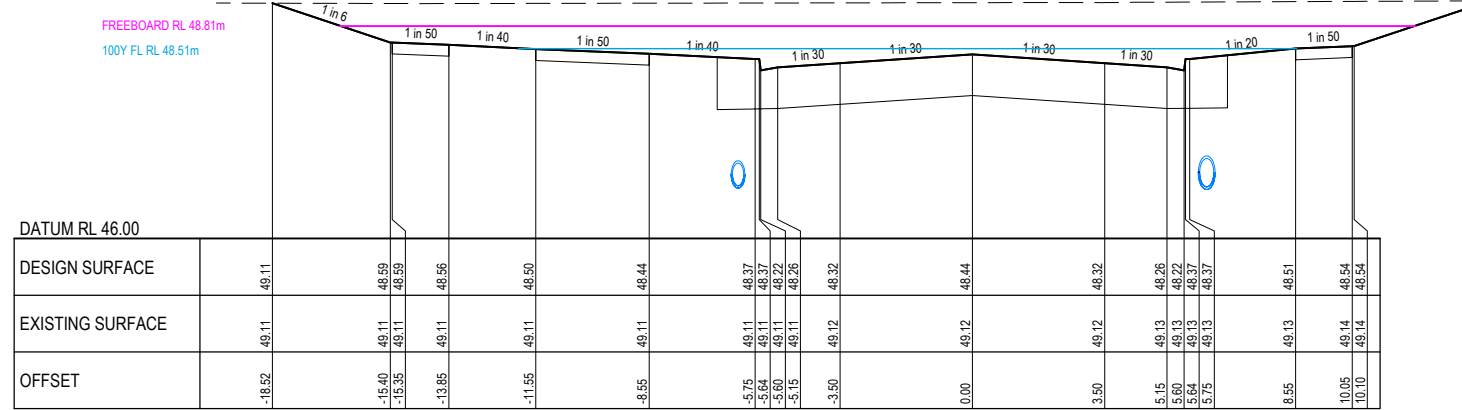 1 in 6
FREEBOARD RL 48.81m
100Y FL RL 48.51m
1 in 50
1 in 40
1 in 50
1 in 40
1 in 30
1 in 30
1 in 30
1 in 30
1 in 20
1 in 50
DATUM RL 46.00
DESIGN SURFACE 49.11 48.59 48.59 48.56 48.50 48.44 48.37 48.37 48.22 48.26 48.32 48.44 48.32 48.26 48.22 48.37 48.37 48.51 48.54 48.54
EXISTING SURFACE 49.11 49.11 49.11 49.11 49.11 49.11 49.11 49.11 49.11 49.11 49.12 49.12 49.12 49.13 49.13 49.13 49.13 49.13 49.14 49.14
OFFSET -18.52 -15.40 -15.35 -13.85 -11.55 -8.55 -5.75 -5.64 -5.60 -5.15 -3.50 0.00 3.50 5.15 5.60 5.64 5.75 8.55 10.05 10.10